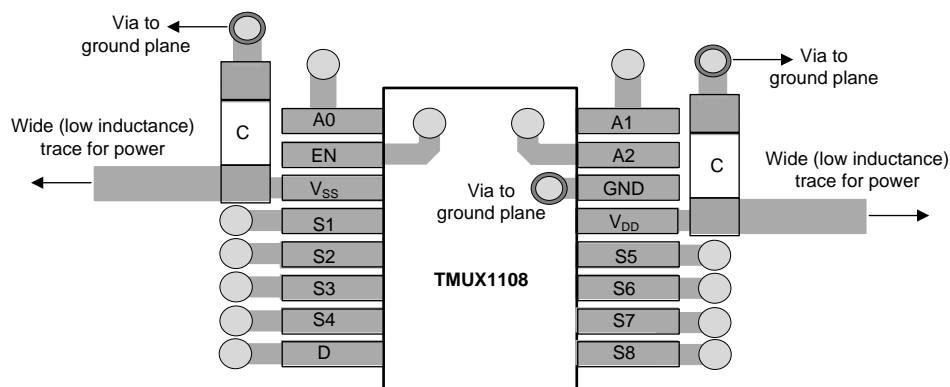 Via to
ground plane
Via to
ground plane
Wide (low inductance)
trace for power
C
A0
EN
VSS
S1
S2
S3
S4
D
Via to
ground plane
TMUX1108
A1
A2
GND
VDD
S5
S6
S7
S8
C
Wide (low inductance)
trace for power